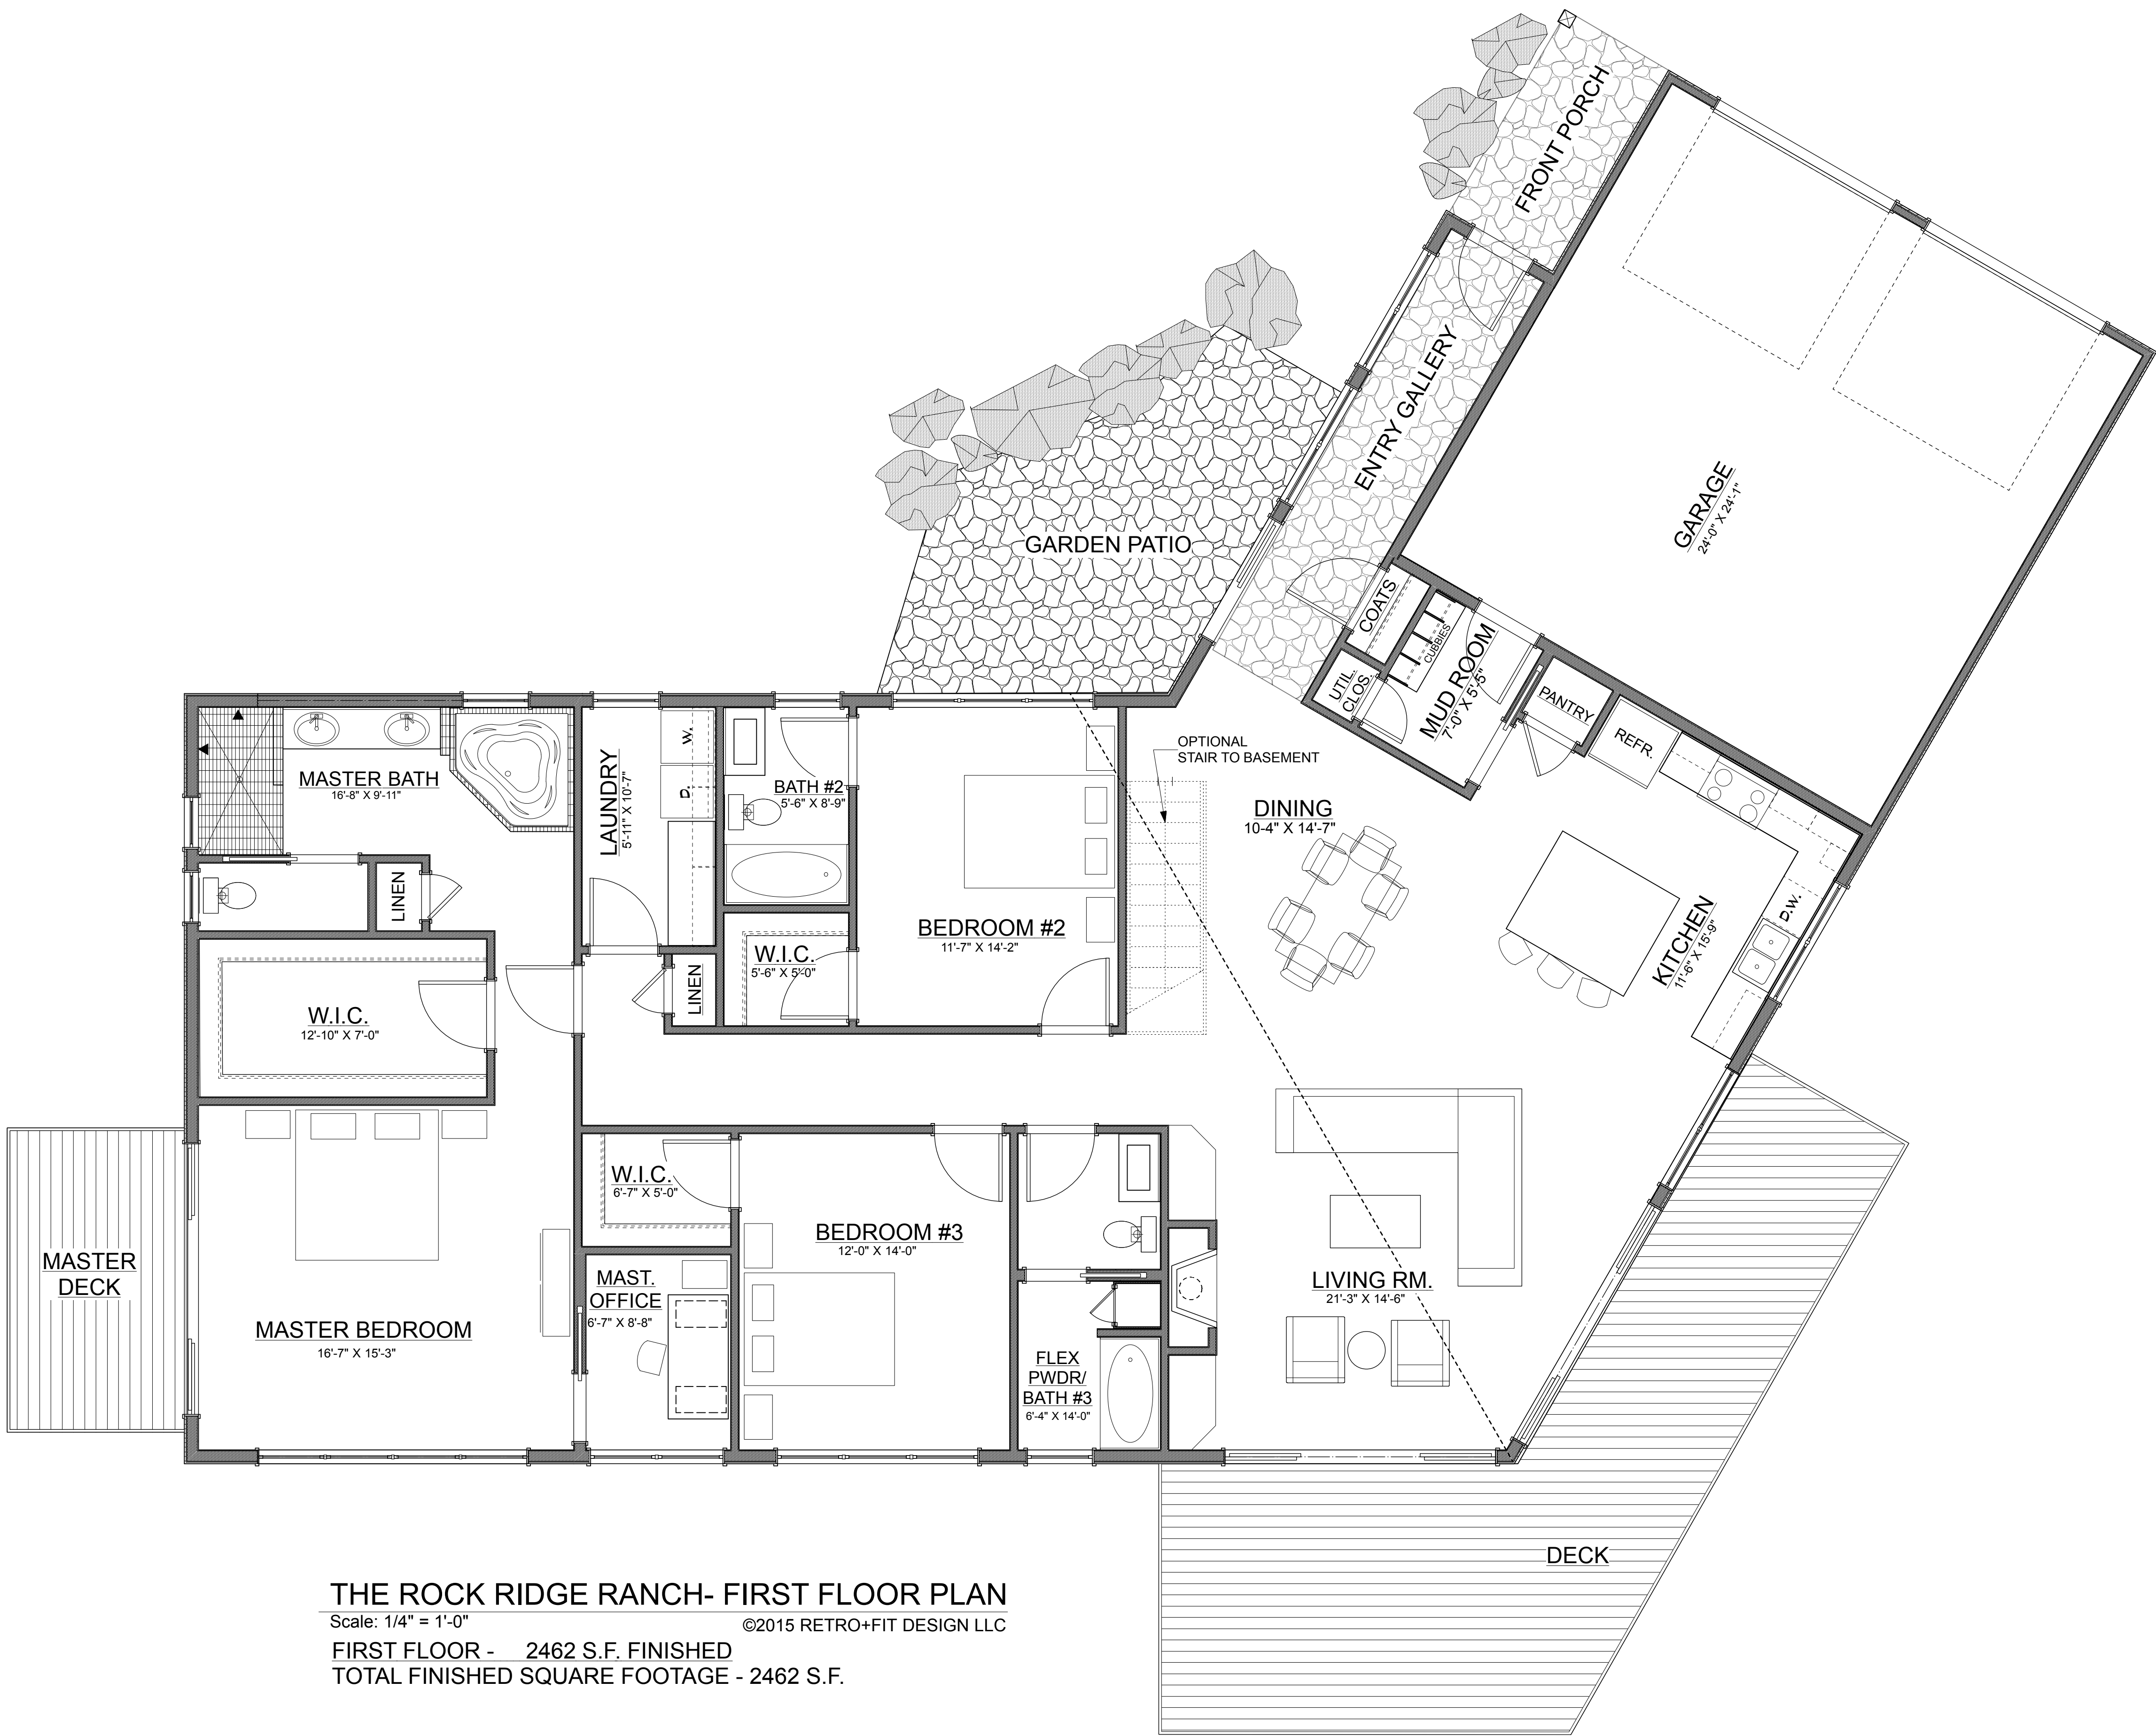 FRONT PORCH
ENTRY GALLERY
GARAGE
24'-0" X 24'-1"
GARDEN PATIO
COATS
CUBBIES
UTIL.
CLOS.
MUD ROOM
7'-0" X 5'-5"
PANTRY
REFR.
OPTIONAL
STAIR TO BASEMENT
DINING
10-4" X 14'-7"
KITCHEN
11'-6" X 15'-9"
D.W.
MASTER BATH
16'-8" X 9'-11"
LINEN
LAUNDRY
5'-11" X 10'-7"
W.
D.
BATH #2
5'-6" X 8'-9"
BEDROOM #2
11'-7" X 14'-2"
W.I.C.
5'-6" X 5'-0"
LINEN
W.I.C.
12'-10" X 7'-0"
W.I.C.
6'-7" X 5'-0"
BEDROOM #3
12'-0" X 14'-0"
MASTER
DECK
MAST.
OFFICE
6'-7" X 8'-8"
MASTER BEDROOM
16'-7" X 15'-3"
LIVING RM.
21'-3" X 14'-6"
FLEX
PWDR/
BATH #3
6'-4" X 14'-0"
DECK
THE ROCK RIDGE RANCH- FIRST FLOOR PLAN
Scale: 1/4" = 1'-0"
©2015 RETRO+FIT DESIGN LLC
FIRST FLOOR - 2462 S.F. FINISHED
TOTAL FINISHED SQUARE FOOTAGE - 2462 S.F.